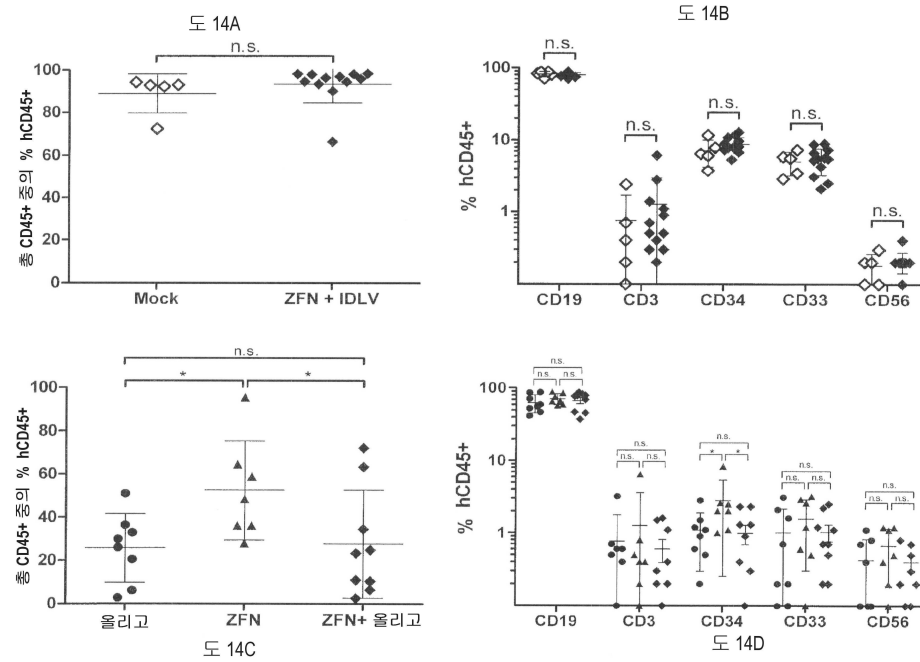 도 14A
n.s.
총 CD45+ 중의 % hCD45+
100
80
60
40
20
0
Mock
ZFN + IDLV
도 14B
% hCD45+
100
10
1
n.s.
n.s.
n.s.
n.s.
n.s.
CD19
CD3
CD34
CD33
CD56
n.s.
*
*
총 CD45+ 중의 % hCD45+
100
80
60
40
20
0
올리고
ZFN
ZFN+ 올리고
도 14C
% hCD45+
100
10
1
n.s.
n.s.
n.s.
n.s.
n.s.
n.s.
n.s.
*
*
n.s.
n.s.
n.s.
n.s.
n.s.
n.s.
CD19
CD3
CD34
CD33
CD56
도 14D